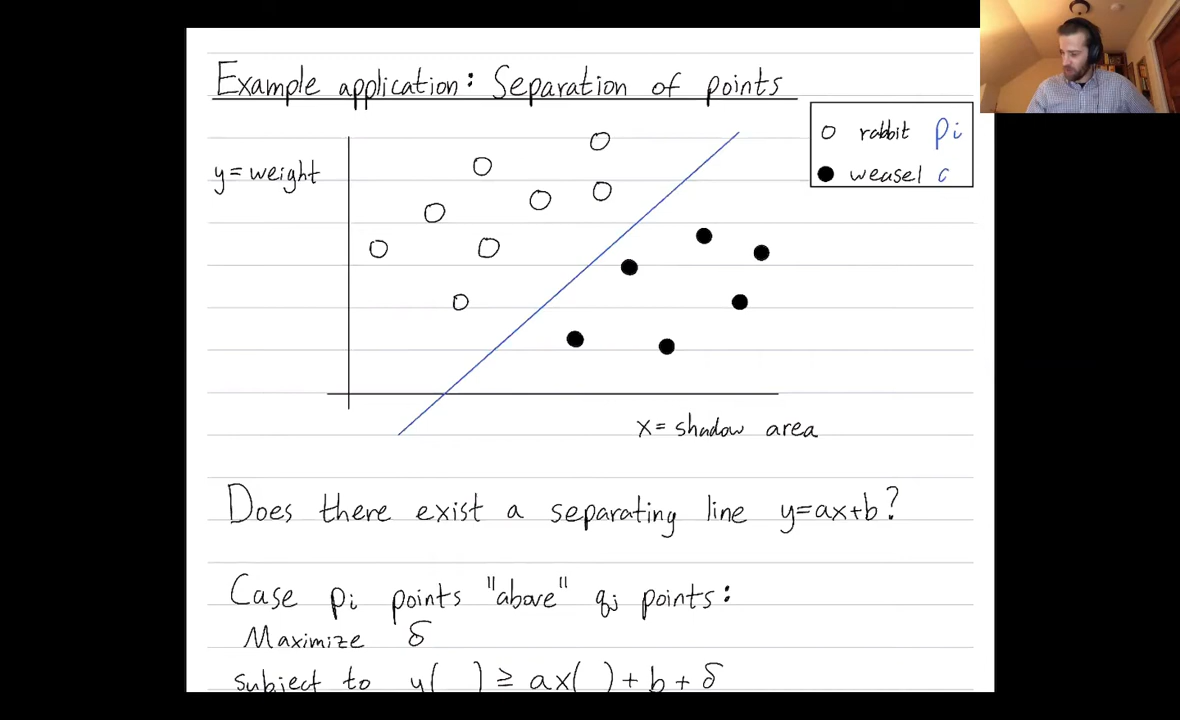 Example application: Separation of points
rabbit pi
y = weight
weasel
x = shadow area
Does there exist a separating line y=ax+b?
Case pi points "above" qj points:
Maximize δ
subject to y( ) ≥ ax( ) + b + δ